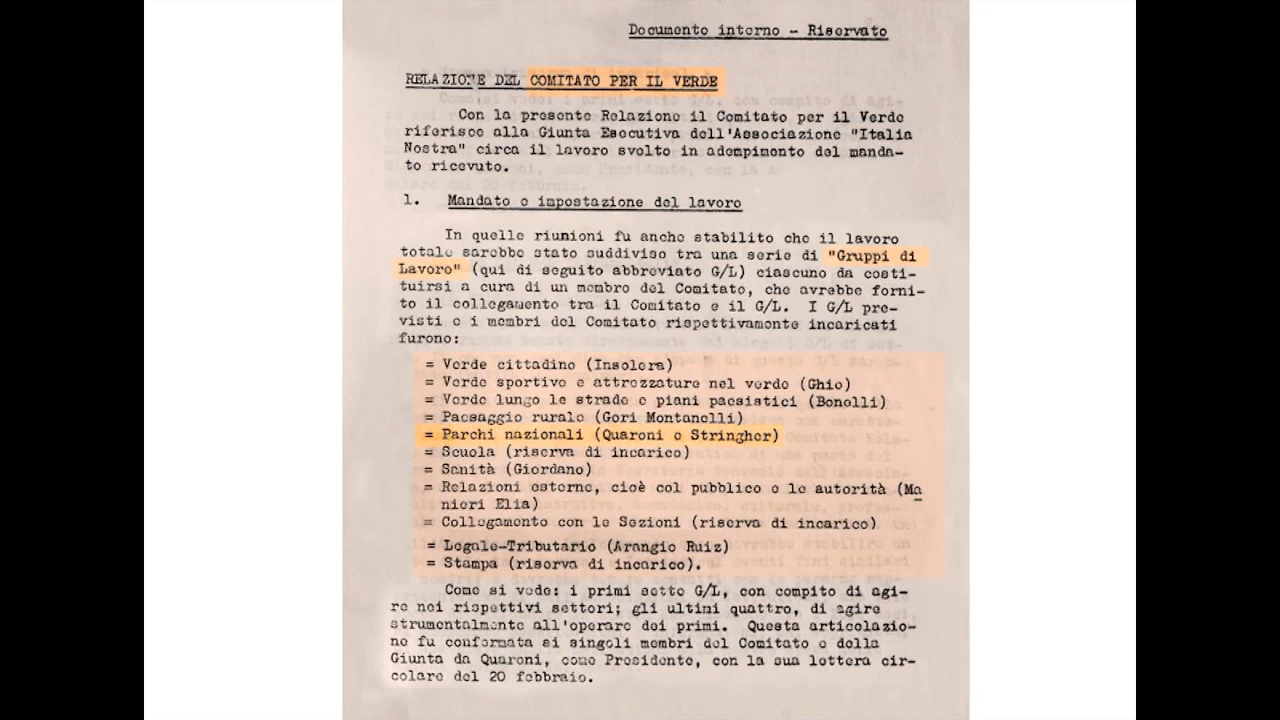 Documento interno - Riservato
RELAZIONE DEL COMITATO PER IL VERDE
Con la presente Relazione il Comitato per il Verde
riferisce alla Giunta Esecutiva dell'Associazione "Italia
Nostra" circa il lavoro svolto in adempimento del manda-
to ricevuto.
1. Mandato e impostazione del lavoro
In quelle riunioni fu anche stabilito che il lavoro
totale sarebbe stato suddiviso tra una serie di "Gruppi di
Lavoro" (qui di seguito abbreviato G/L) ciascuno da costi-
tuirsi a cura di un membro del Comitato, che avrebbe forni-
to il collegamento tra il Comitato e il G/L. I G/L pre-
visti e i membri del Comitato rispettivamente incaricati
furono:
= Verde cittadino (Insolera)
= Verde sportivo e attrezzature nel verde (Ghio)
= Verde lungo le strade e piani paesistici (Bonelli)
= Paesaggio rurale (Gori Montanelli)
= Parchi nazionali (Quaroni e Stringher)
= Scuola (riserva di incarico)
= Sanità (Giordano)
= Relazioni esterne, cioè col pubblico e le autorità (Ma
nieri Elia)
= Collegamento con le Sezioni (riserva di incarico)
= Legale-Tributario (Arangio Ruiz)
= Stampa (riserva di incarico).
Come si vede: i primi sette G/L, con compito di agi-
re nei rispettivi settori; gli ultimi quattro, di agire
strumentalmente all'operare dei primi. Questa articolazio-
ne fu confermata ai singoli membri del Comitato e della
Giunta da Quaroni, come Presidente, con la sua lettera cir-
colare del 20 febbraio.